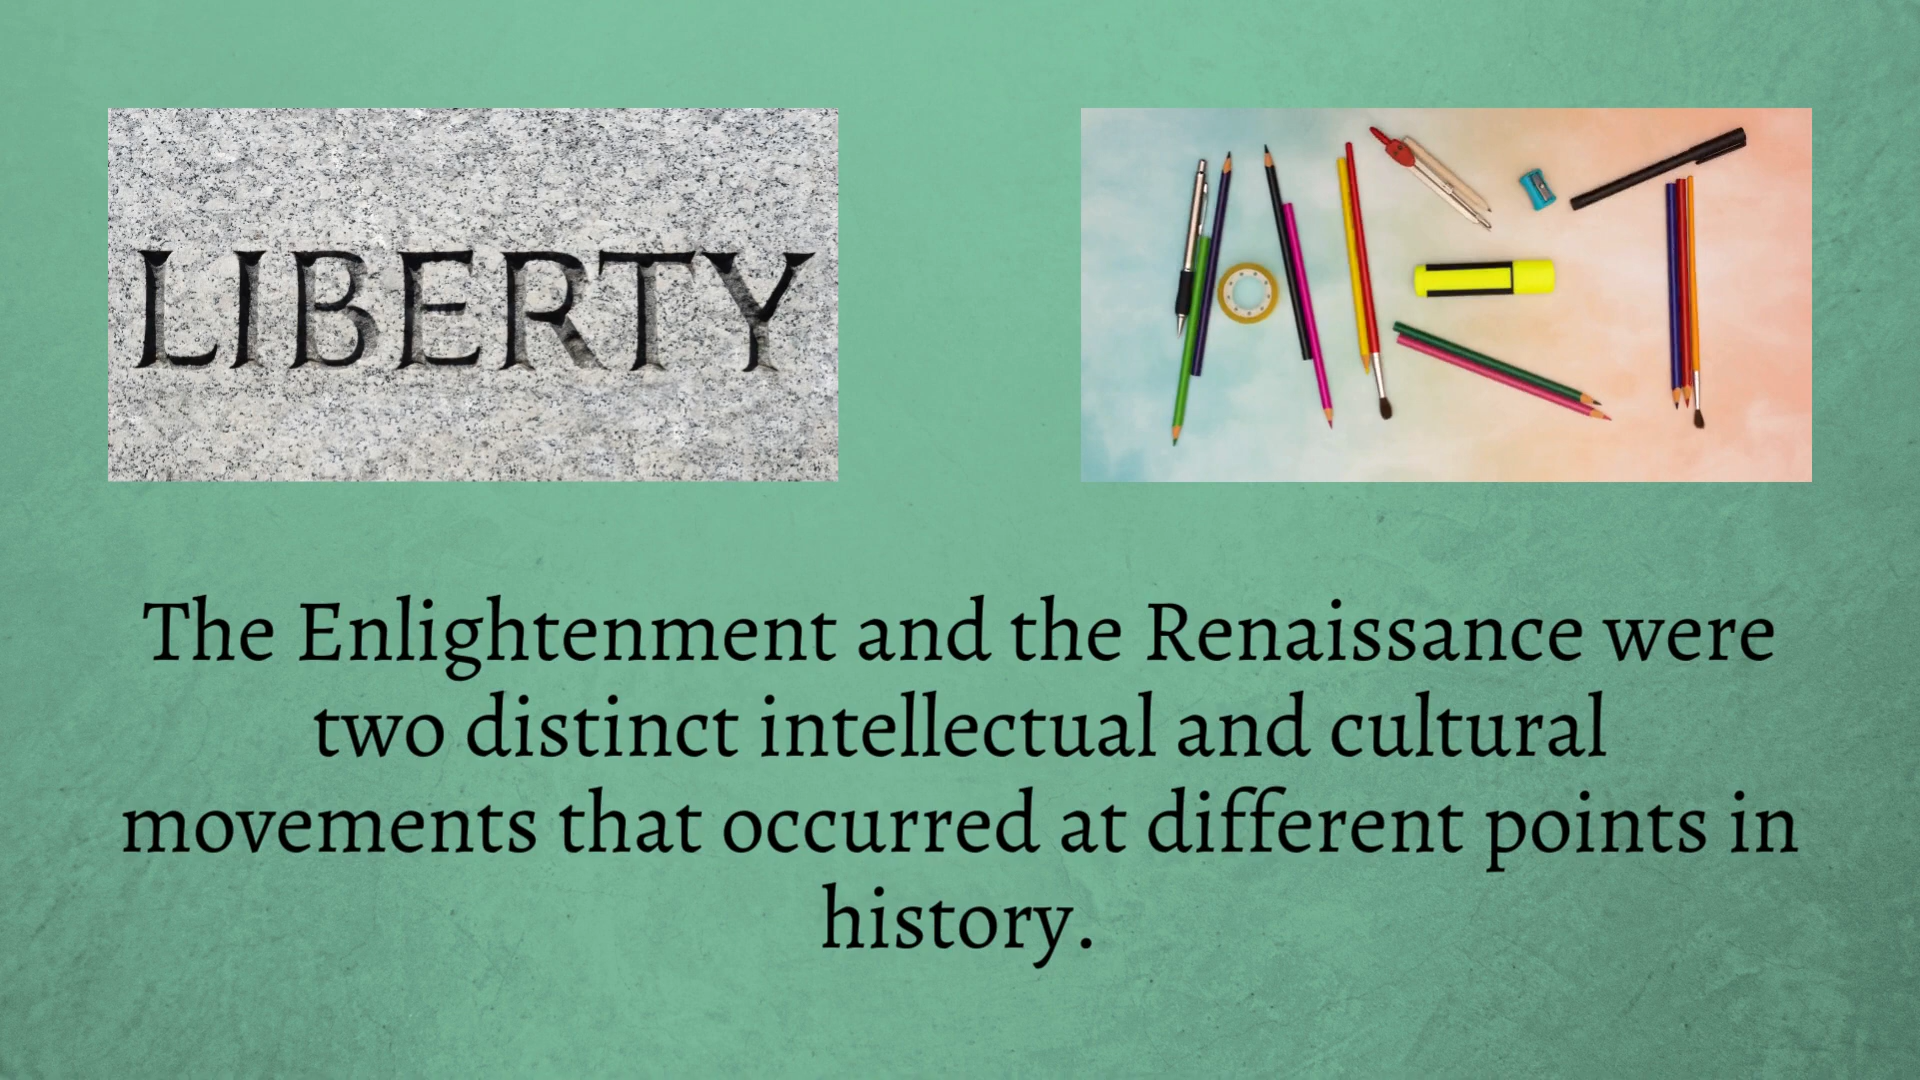 LIBERTY
ART
The Enlightenment and the Renaissance were
two distinct intellectual and cultural
movements that occurred at different points in
history.